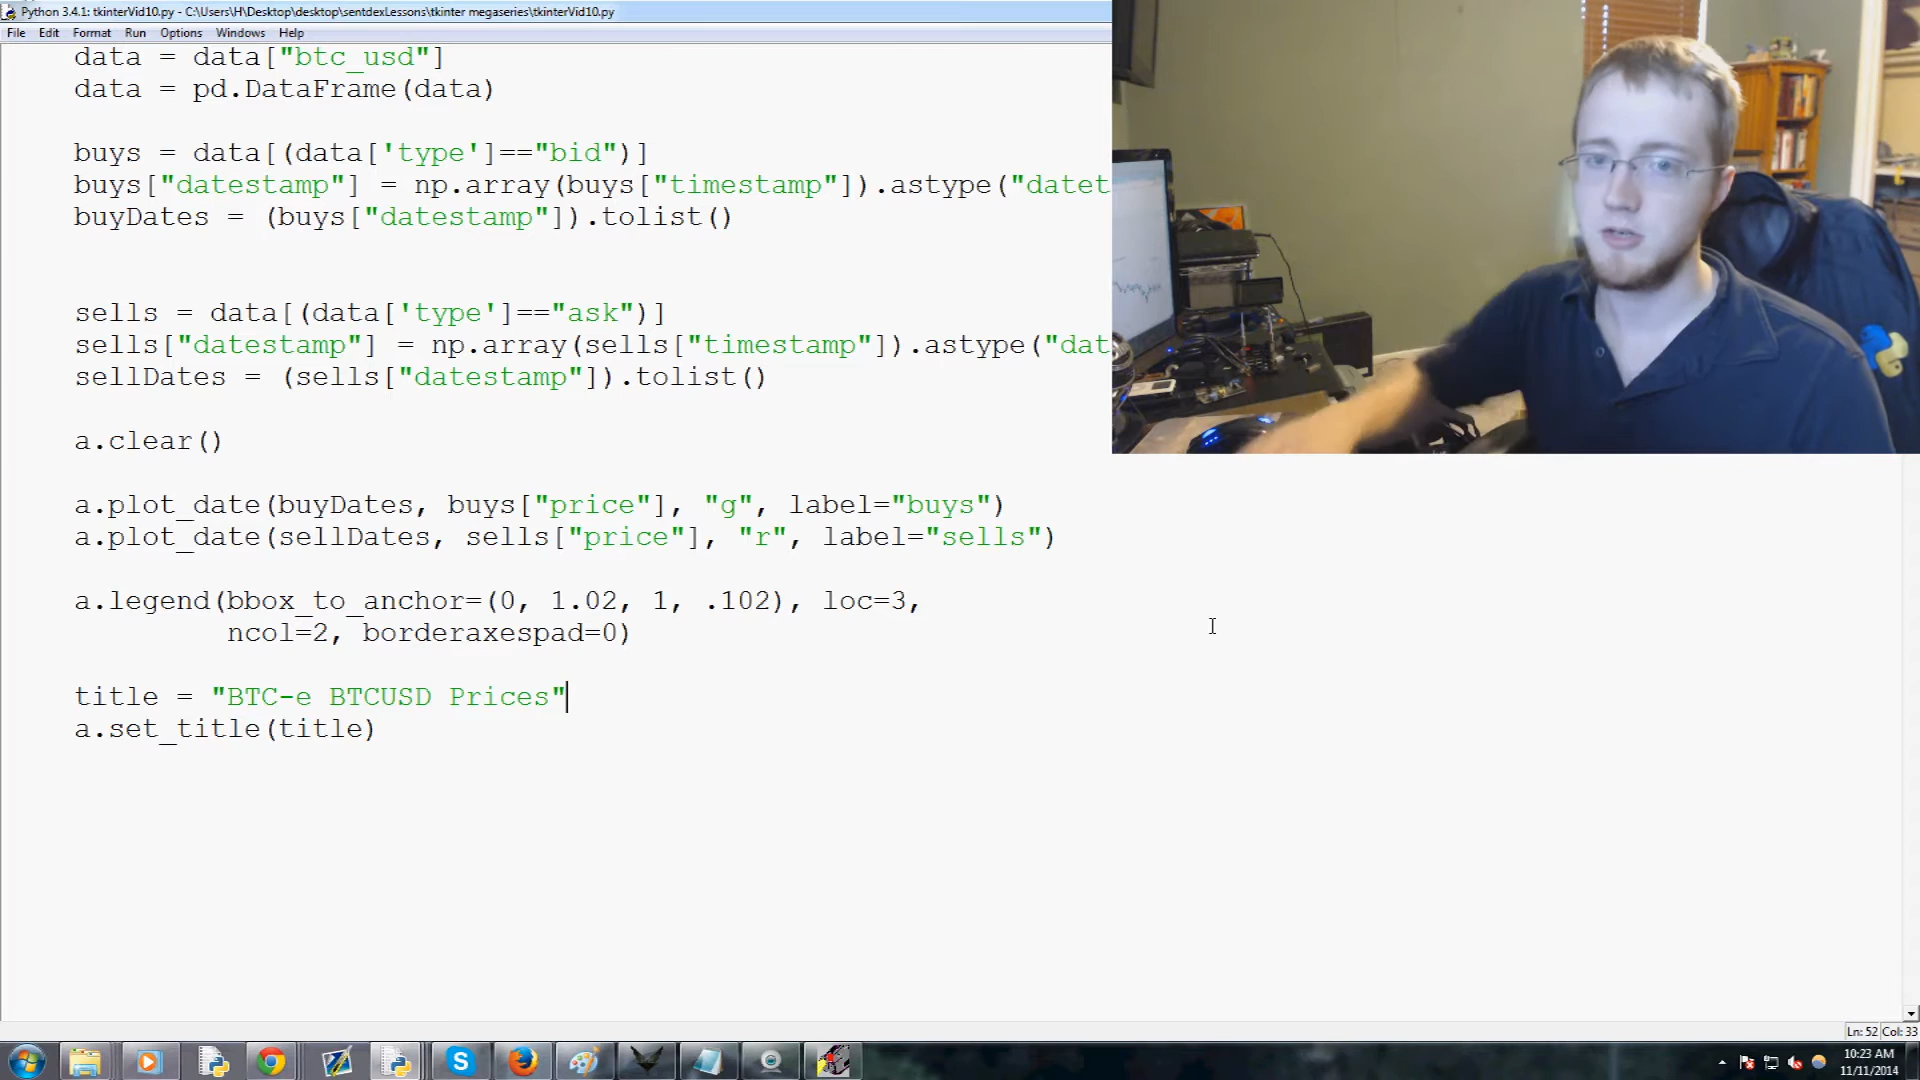 Python 3.4.1: tkinterVid10.py - C:\Users\H\Desktop\desktop\sentdexLessons\tkinter megaseries\tkinterVid10.py
File Edit Format Run Options Windows Help
data = data["btc_usd"]
data = pd.DataFrame(data)
buys = data[(data['type']=="bid")]
buys["datestamp"] = np.array(buys["timestamp"]).astype("datet
buyDates = (buys["datestamp"]).tolist()
sells = data[(data['type']=="ask")]
sells["datestamp"] = np.array(sells["timestamp"]).astype("dat
sellDates = (sells["datestamp"]).tolist()
a.clear()
a.plot_date(buyDates, buys["price"], "g", label="buys")
a.plot_date(sellDates, sells["price"], "r", label="sells")
a.legend(bbox_to_anchor=(0, 1.02, 1, .102), loc=3,
ncol=2, borderaxespad=0)
title = "BTC-e BTCUSD Prices"
a.set_title(title)
Ln: 52 Col: 33
10:23 AM
11/11/2014